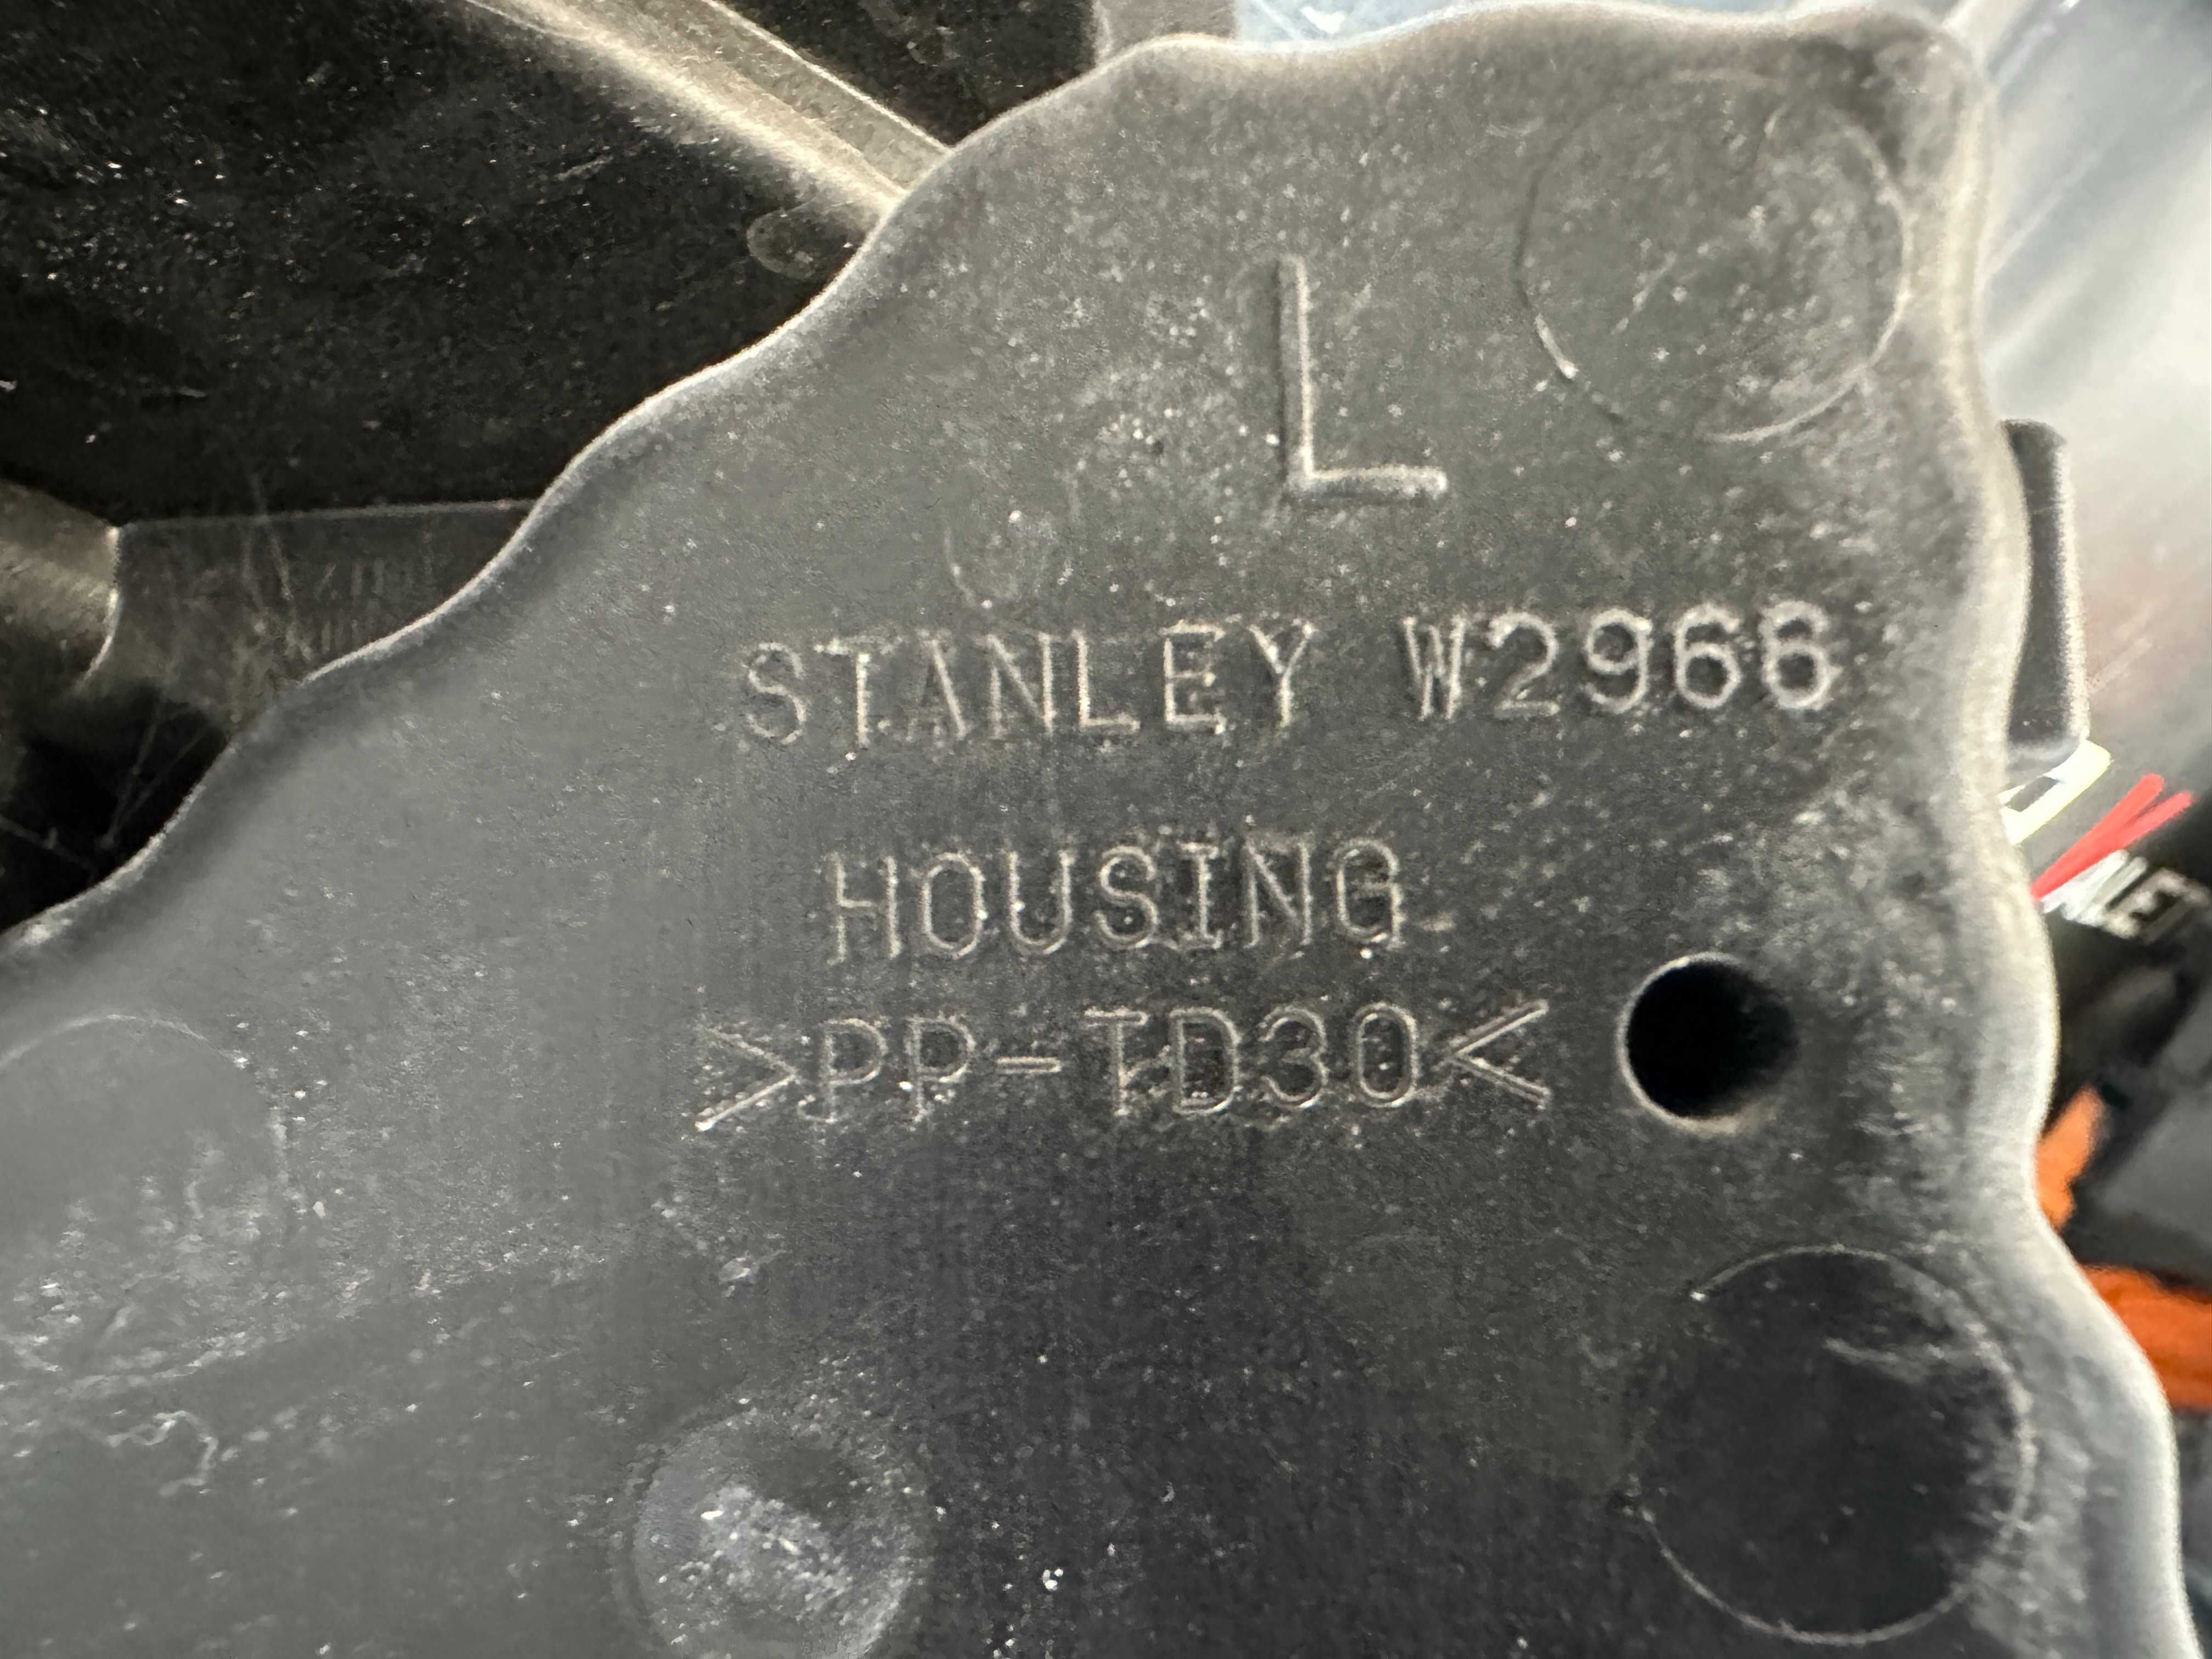 L
STANLEY W2966
HOUSING
>PP-TD30<